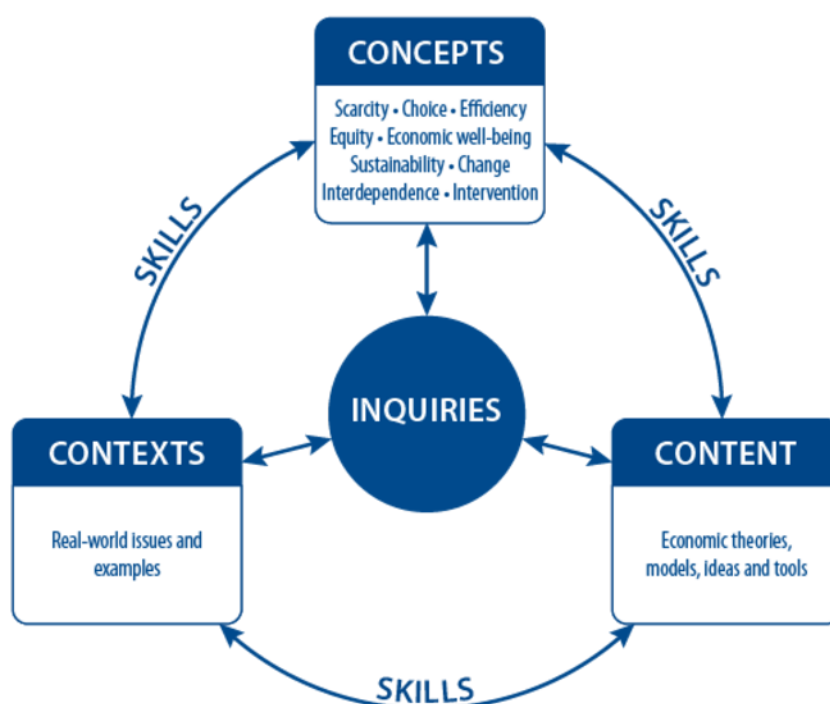 CONCEPTS
Scarcity • Choice • Efficiency
Equity • Economic well-being
Sustainability • Change
Interdependence • Intervention
SKILLS
SKILLS
INQUIRIES
CONTEXTS
Real-world issues and
examples
CONTENT
Economic theories,
models, ideas and tools
SKILLS